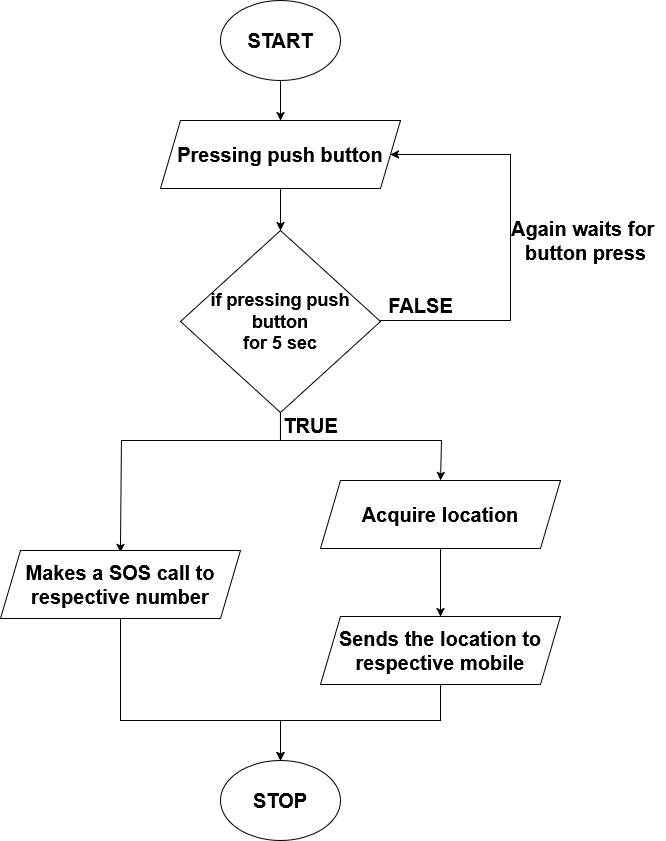 START
Pressing push button
Again waits for
button press
if pressing push
button
for 5 sec
FALSE
TRUE
Acquire location
Makes a SOS call to
respective number
Sends the location to
respective mobile
STOP